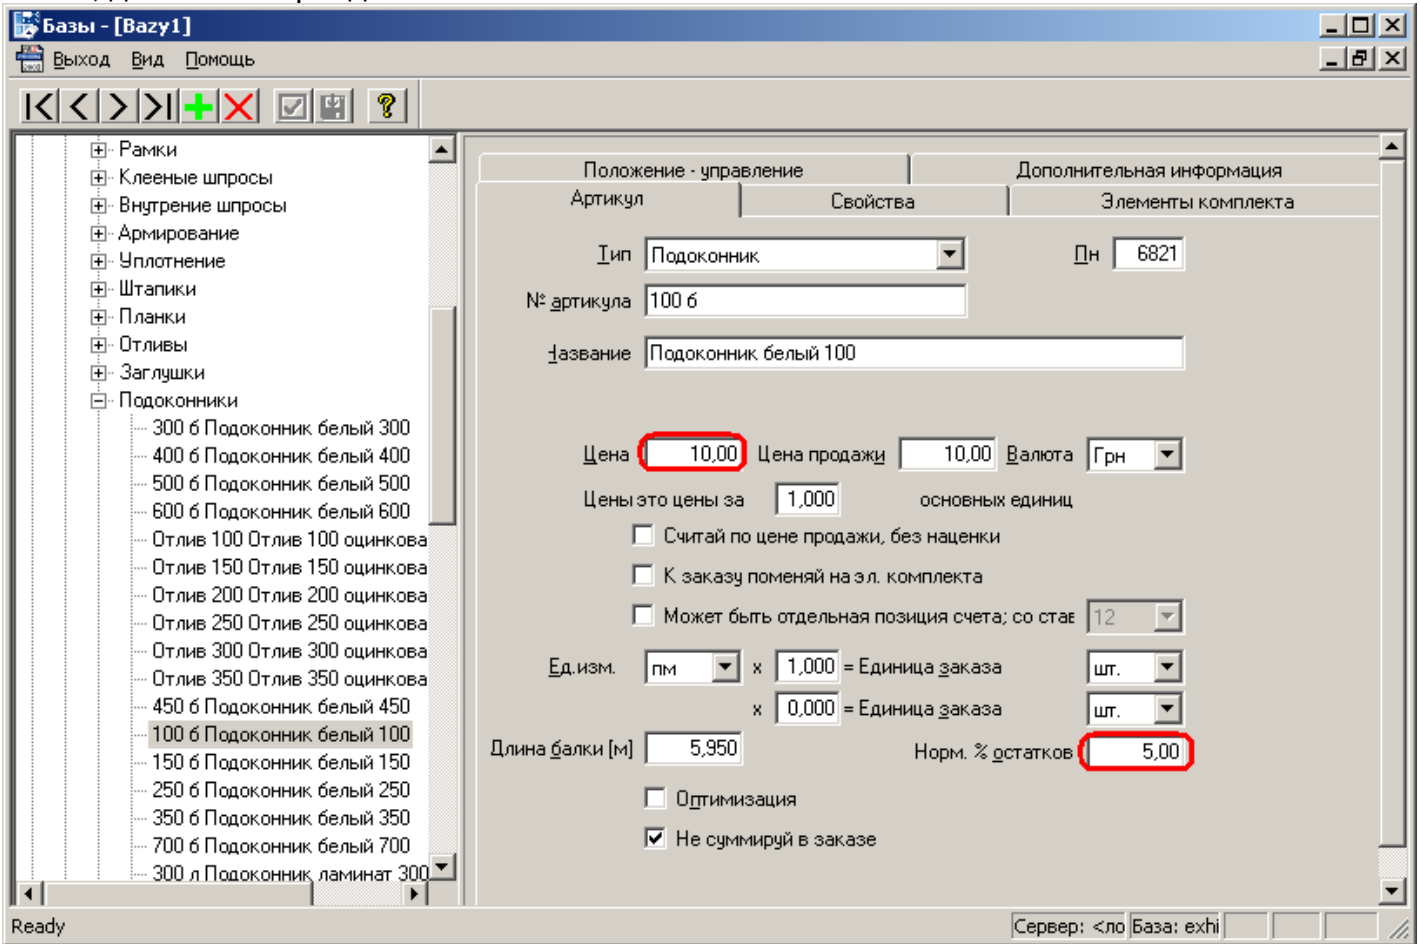 Базы - [Bazy1]
Выход Вид Помощь
Рамки
Клееные шпросы
Внутрение шпросы
Армирование
Уплотнение
Штапики
Планки
Отливы
Заглушки
Подоконники
300 б Подоконник белый 300
400 б Подоконник белый 400
500 б Подоконник белый 500
600 б Подоконник белый 600
Отлив 100 Отлив 100 оцинкова
Отлив 150 Отлив 150 оцинкова
Отлив 200 Отлив 200 оцинкова
Отлив 250 Отлив 250 оцинкова
Отлив 300 Отлив 300 оцинкова
Отлив 350 Отлив 350 оцинкова
450 б Подоконник белый 450
100 б Подоконник белый 100
150 б Подоконник белый 150
250 б Подоконник белый 250
350 б Подоконник белый 350
700 б Подоконник белый 700
300 л Подоконник ламинат 300
Положение - управление Дополнительная информация
Артикул Свойства Элементы комплекта
Тип Подоконник Пн 6821
№ артикула 100 б
Название Подоконник белый 100
Цена 10,00 Цена продажи 10,00 Валюта Грн
Цены это цены за 1,000 основных единиц
Считай по цене продажи, без наценки
К заказу поменяй на эл. комплекта
Может быть отдельная позиция счета; со став 12
Ед.изм. пм x 1,000 = Единица заказа шт.
x 0,000 = Единица заказа шт.
Длина балки [м] 5,950 Норм. % остатков 5,00
Оптимизация
Не суммируй в заказе
Ready Сервер: <ло База: exhi